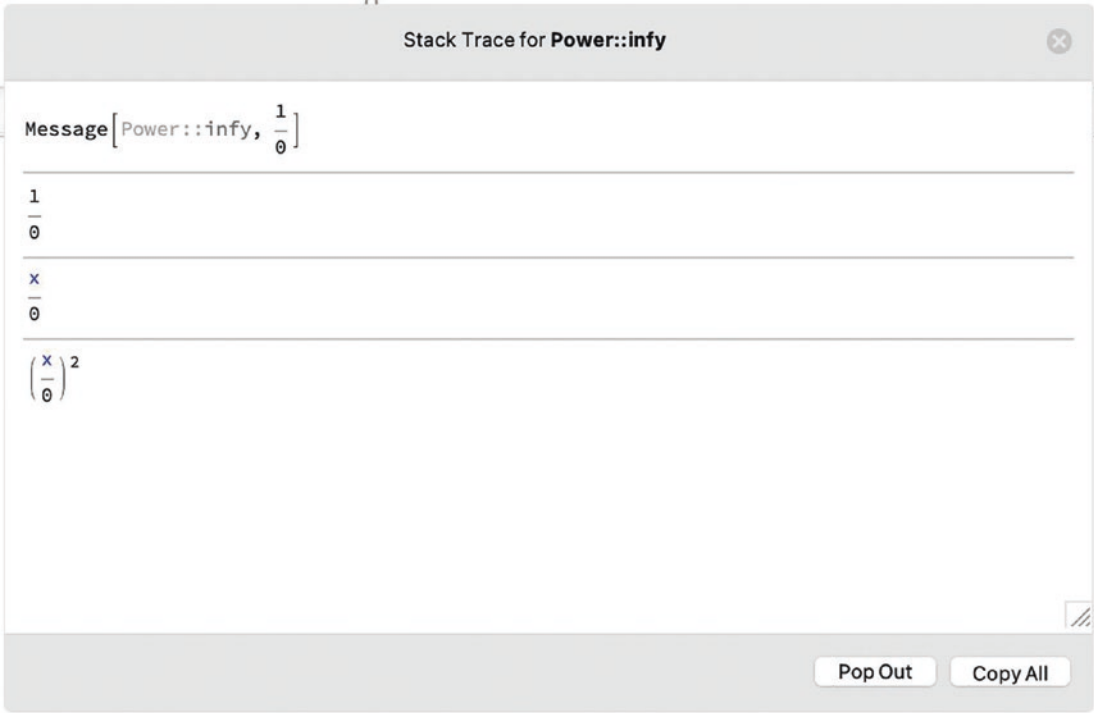 Stack Trace for Power::infy
Message[Power::infy, 1/0]
1/0
x/0
(x/0)^2
Pop Out
Copy All